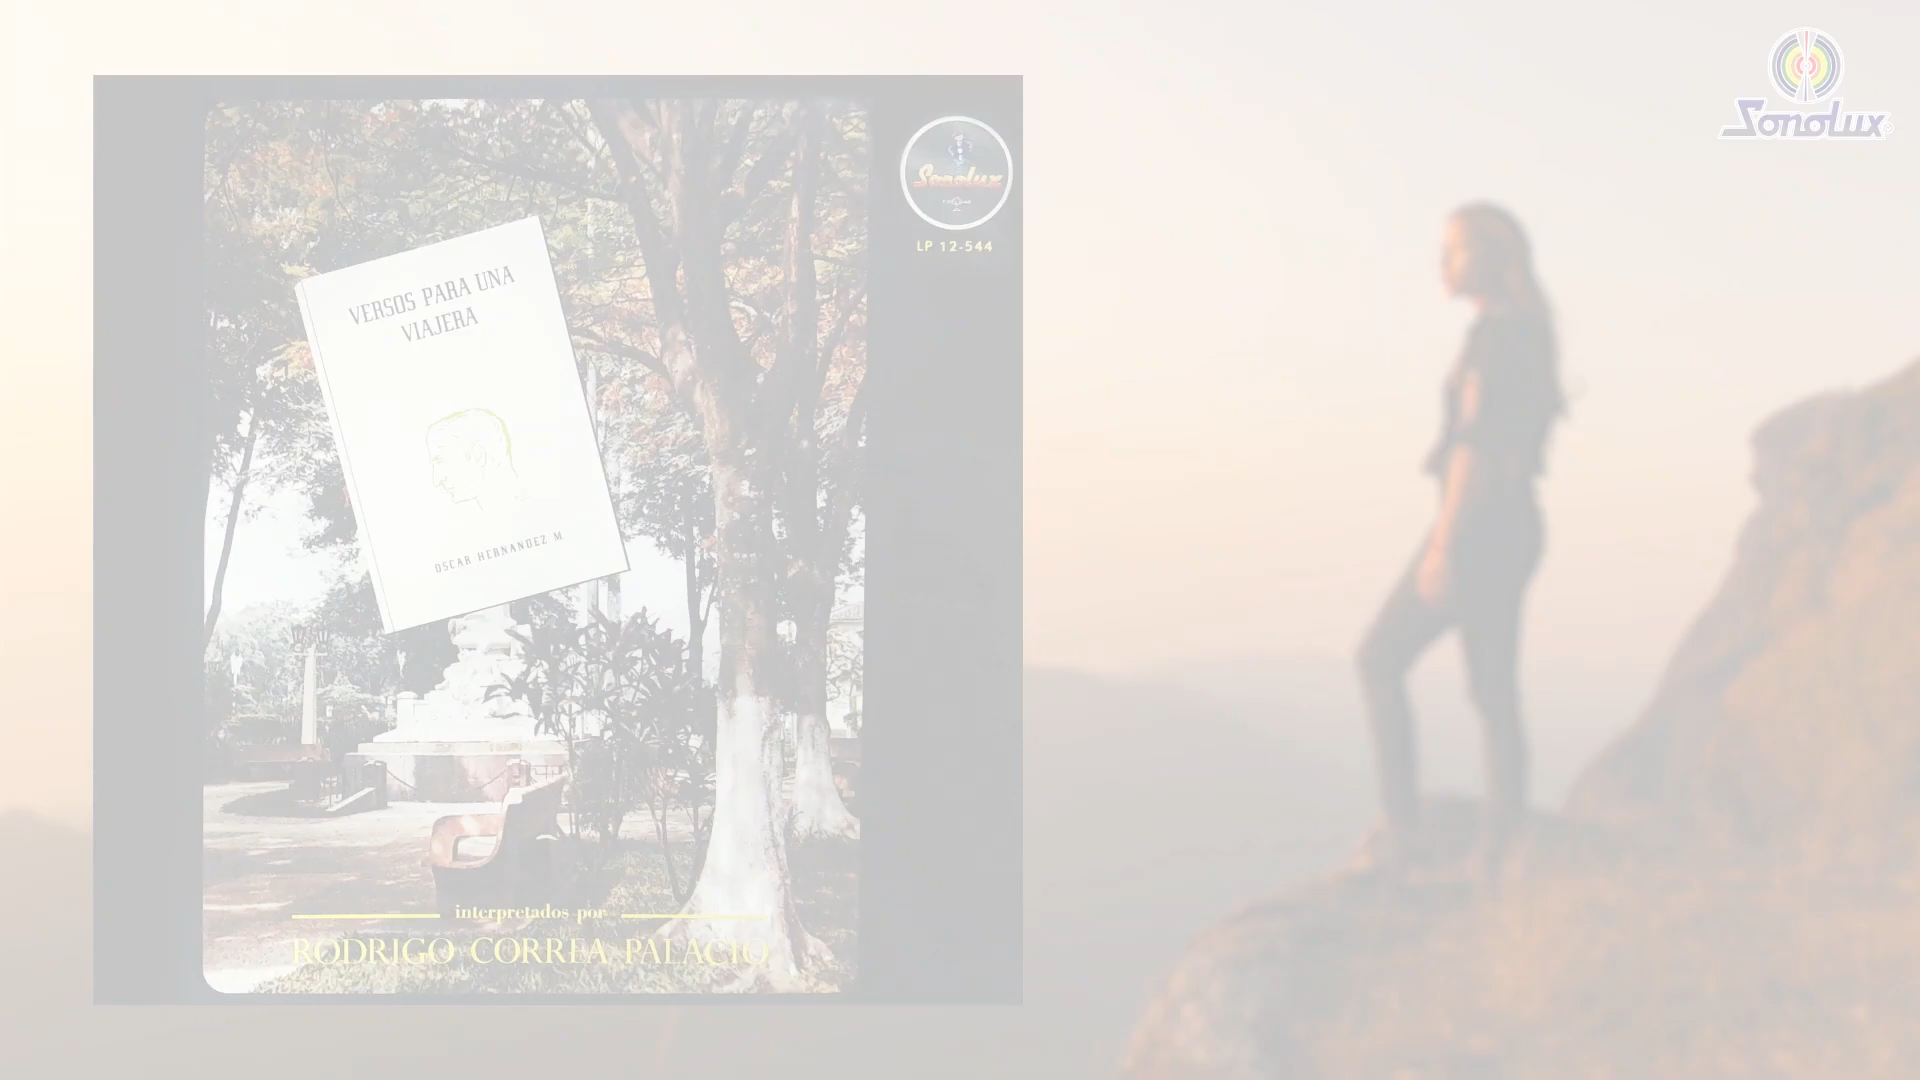 VERSOS PARA UNA
VIAJERA
OSCAR HERNANDEZ M.
Sonolux
LP 12-544
interpretados por
RODRIGO CORREA PALACIO
Sonolux